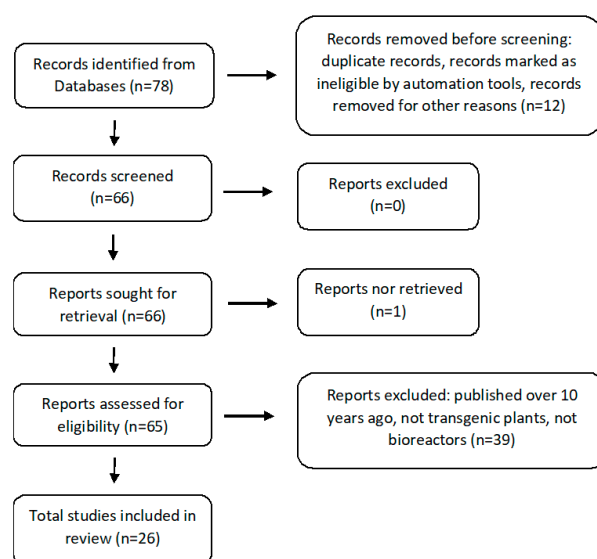 Records identified from
Databases (n=78)
Records removed before screening:
duplicate records, records marked as
ineligible by automation tools, records
removed for other reasons (n=12)
Records screened
(n=66)
Reports excluded
(n=0)
Reports sought for
retrieval (n=66)
Reports nor retrieved
(n=1)
Reports assessed for
eligibility (n=65)
Reports excluded: published over 10
years ago, not transgenic plants, not
bioreactors (n=39)
Total studies included in
review (n=26)